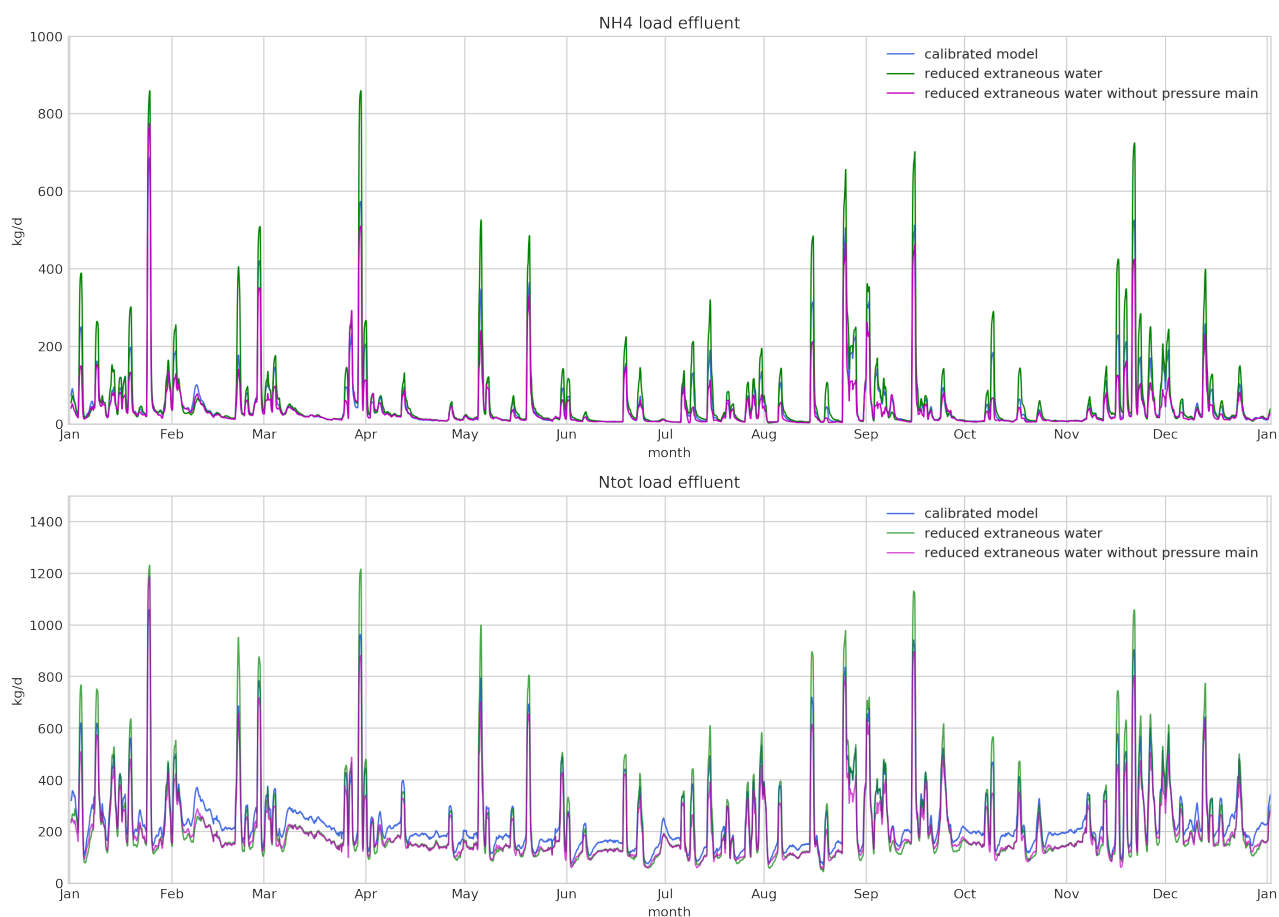 NH4 load effluent
1000
800
600
400
200
0
kg/d
calibrated model
reduced extraneous water
reduced extraneous water without pressure main
Jan Feb Mar Apr May Jun Jul Aug Sep Oct Nov Dec Jan
month
Ntot load effluent
1400
1200
1000
800
600
400
200
0
kg/d
calibrated model
reduced extraneous water
reduced extraneous water without pressure main
Jan Feb Mar Apr May Jun Jul Aug Sep Oct Nov Dec Jan
month